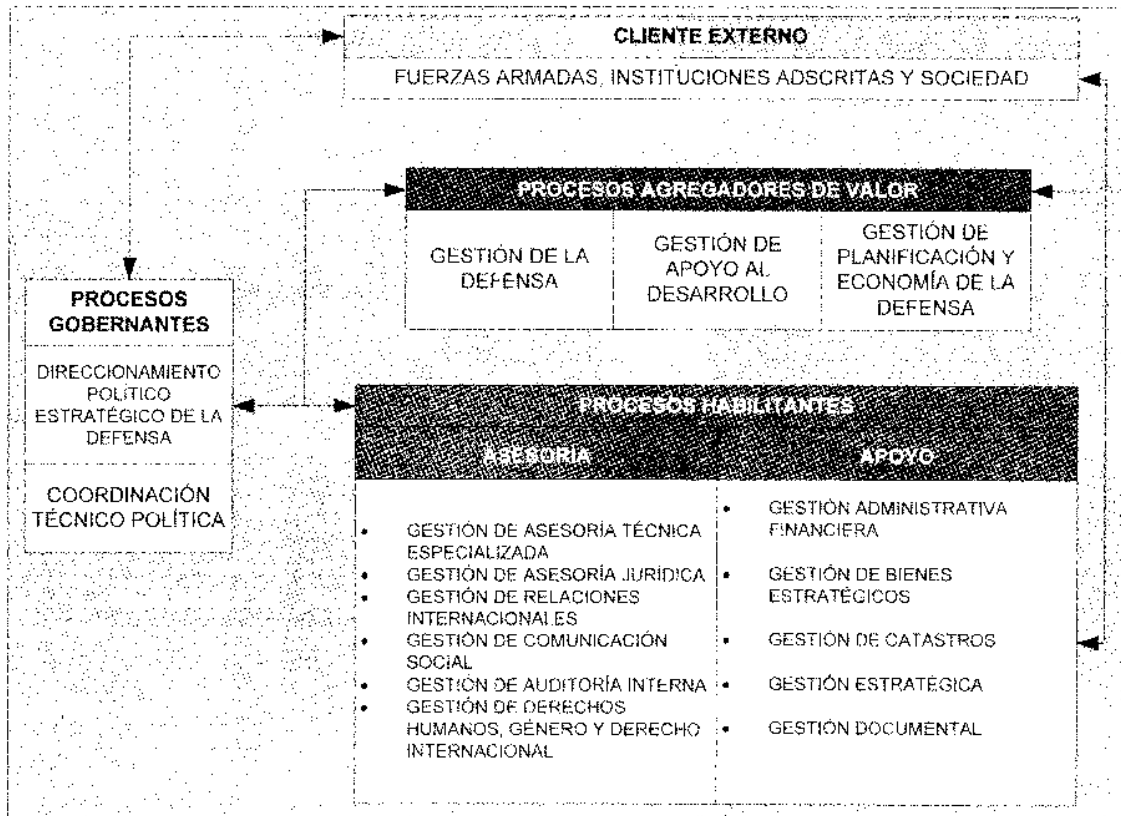 CLIENTE EXTERNO
FUERZAS ARMADAS, INSTITUCIONES ADSCRITAS Y SOCIEDAD
PROCESOS AGREGADORES DE VALOR
GESTIÓN DE LA
DEFENSA
GESTIÓN DE
APOYO AL
DESARROLLO
GESTIÓN DE
PLANIFICACIÓN Y
ECONOMÍA DE LA
DEFENSA
PROCESOS
GOBERNANTES
DIRECCIONAMIENTO
POLÍTICO
ESTRATÉGICO DE LA
DEFENSA
COORDINACIÓN
TÉCNICO POLÍTICA
PROCESOS HABILITANTES
ASESORÍA
• GESTIÓN DE ASESORÍA TÉCNICA
ESPECIALIZADA
• GESTIÓN DE ASESORÍA JURÍDICA
• GESTIÓN DE RELACIONES
INTERNACIONALES
• GESTIÓN DE COMUNICACIÓN
SOCIAL
• GESTIÓN DE AUDITORÍA INTERNA
• GESTIÓN DE DERECHOS
HUMANOS, GÉNERO Y DERECHO
INTERNACIONAL
APOYO
• GESTIÓN ADMINISTRATIVA
FINANCIERA
• GESTIÓN DE BIENES
ESTRATÉGICOS
• GESTIÓN DE CATASTROS
• GESTIÓN ESTRATÉGICA
• GESTIÓN DOCUMENTAL